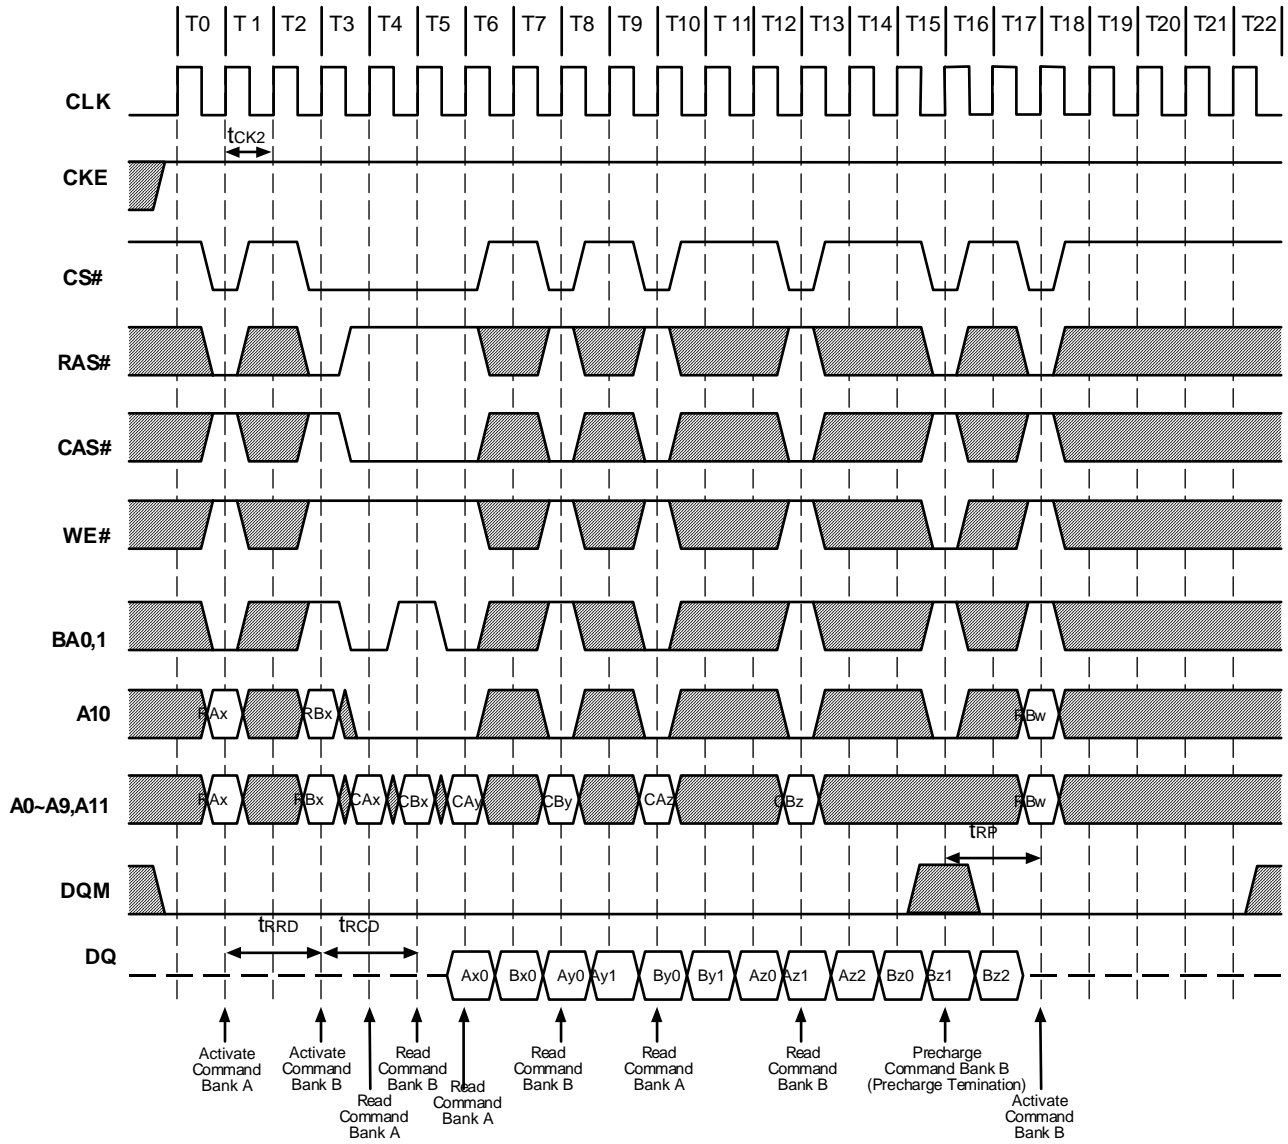 T0 T 1 T2 T3 T4 T5 T6 T7 T8 T9 T10 T 11 T12 T13 T14 T15 T16 T17 T18 T19 T20 T21 T22
CLK
tCK2
CKE
CS#
RAS#
CAS#
WE#
BA0,1
A10
RAx RBx RBw
A0~A9,A11
RAx RBx CAx CBx CAy CBy CAz CBz RBw
tRP
DQM
tRRD tRCD
DQ
Ax0 Bx0 Ay0 Ay1 By0 By1 Az0 Az1 Az2 Bz0 Bz1 Bz2
Activate
Command
Bank A
Activate
Command
Bank B
Read
Command
Bank A
Read
Command
Bank B
Read
Command
Bank A
Read
Command
Bank B
Read
Command
Bank A
Read
Command
Bank B
Precharge
Command Bank B
(Precharge Temination)
Activate
Command
Bank B